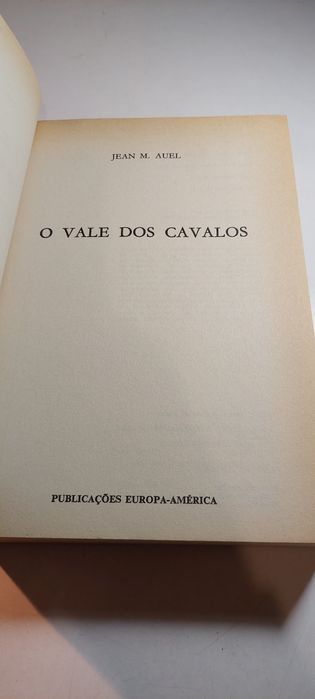 JEAN M. AUEL
O VALE DOS CAVALOS
PUBLICAÇÕES EUROPA-AMÉRICA